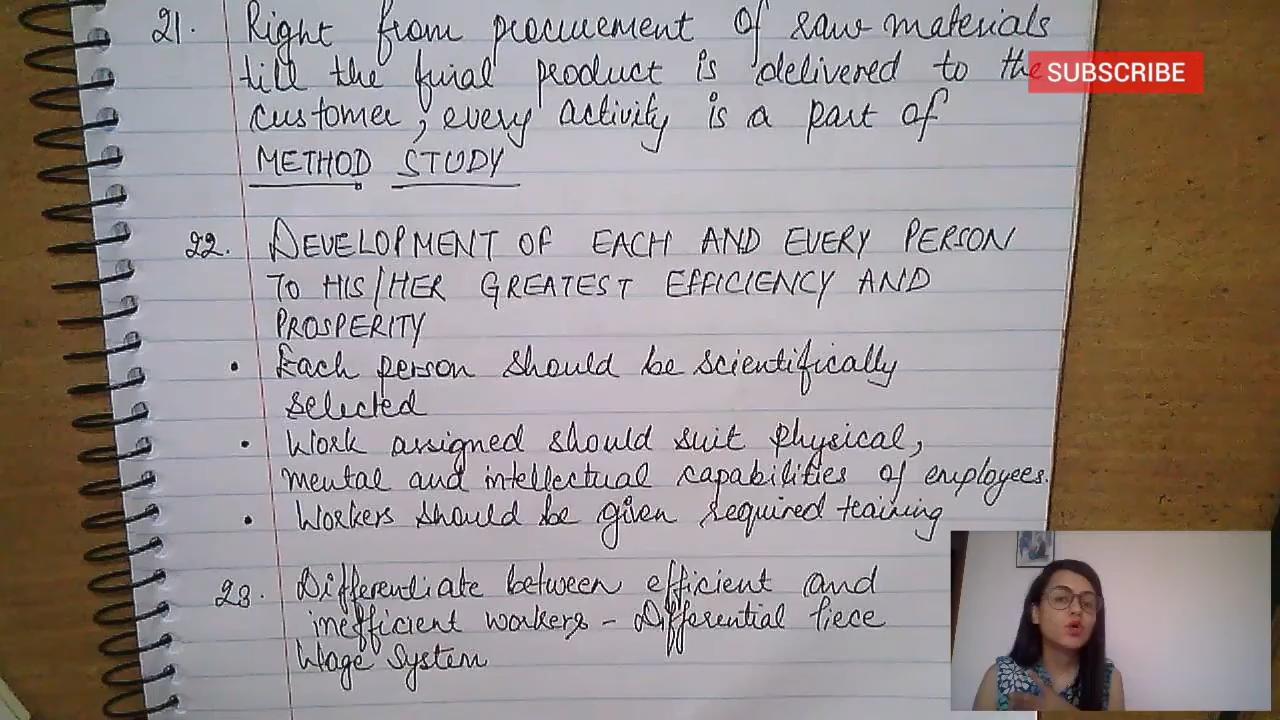 21. Right from procurement of raw materials
till the final product is delivered to the
SUBSCRIBE
customer; every activity is a part of
METHOD STUDY
22. DEVELOPMENT OF EACH AND EVERY PERSON
TO HIS/HER GREATEST EFFICIENCY AND
PROSPERITY
• Each person should be scientifically
selected
• Work assigned should suit physical,
mental and intellectual capabilities of employees.
• Workers should be given required training
23. Differentiate between efficient and
inefficient workers - Differential Piece
Wage System